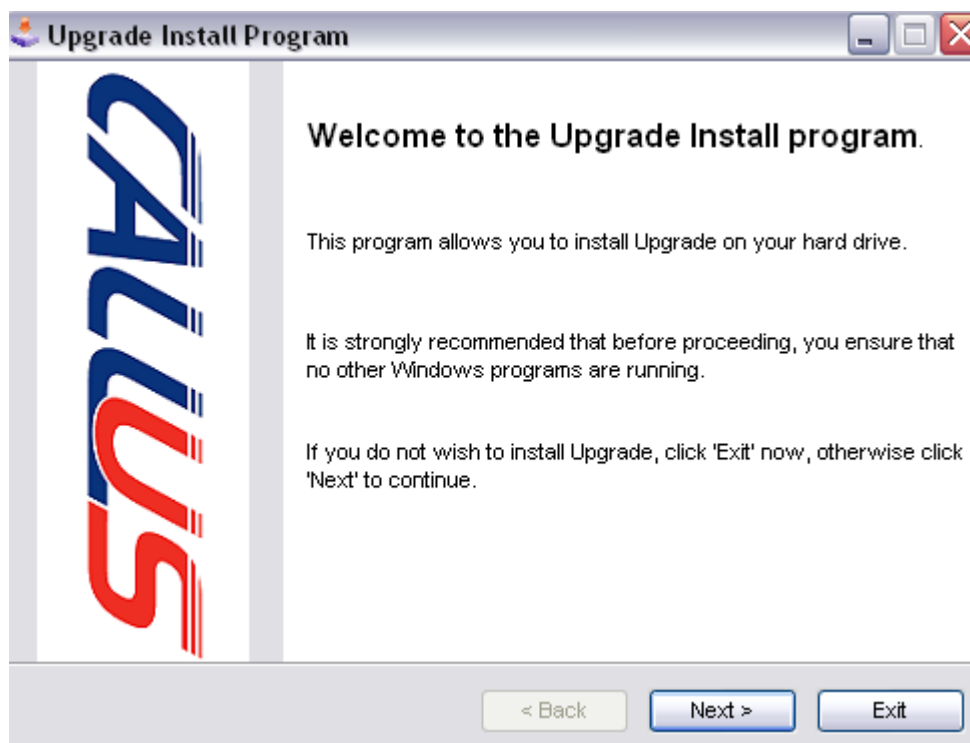 Upgrade Install Program
CALLUS
Welcome to the Upgrade Install program.
This program allows you to install Upgrade on your hard drive.
It is strongly recommended that before proceeding, you ensure that
no other Windows programs are running.
If you do not wish to install Upgrade, click 'Exit' now, otherwise click
'Next' to continue.
< Back
Next >
Exit